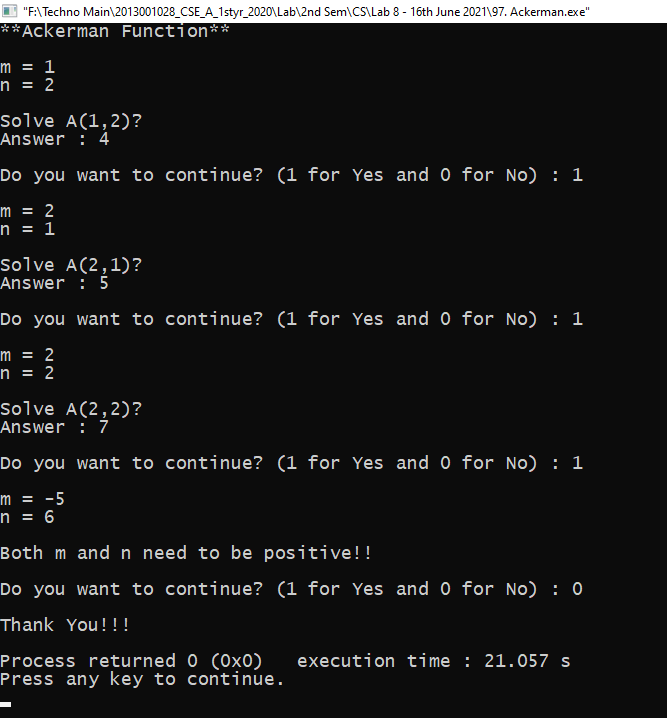 "F:\Techno Main\2013001028_CSE_A_1styr_2020\Lab\2nd Sem\CS\Lab 8 - 16th June 2021\97. Ackerman.exe"
**Ackerman Function**
m = 1
n = 2
Solve A(1,2)?
Answer : 4
Do you want to continue? (1 for Yes and 0 for No) : 1
m = 2
n = 1
Solve A(2,1)?
Answer : 5
Do you want to continue? (1 for Yes and 0 for No) : 1
m = 2
n = 2
Solve A(2,2)?
Answer : 7
Do you want to continue? (1 for Yes and 0 for No) : 1
m = -5
n = 6
Both m and n need to be positive!!
Do you want to continue? (1 for Yes and 0 for No) : 0
Thank You!!!
Process returned 0 (0x0)   execution time : 21.057 s
Press any key to continue.